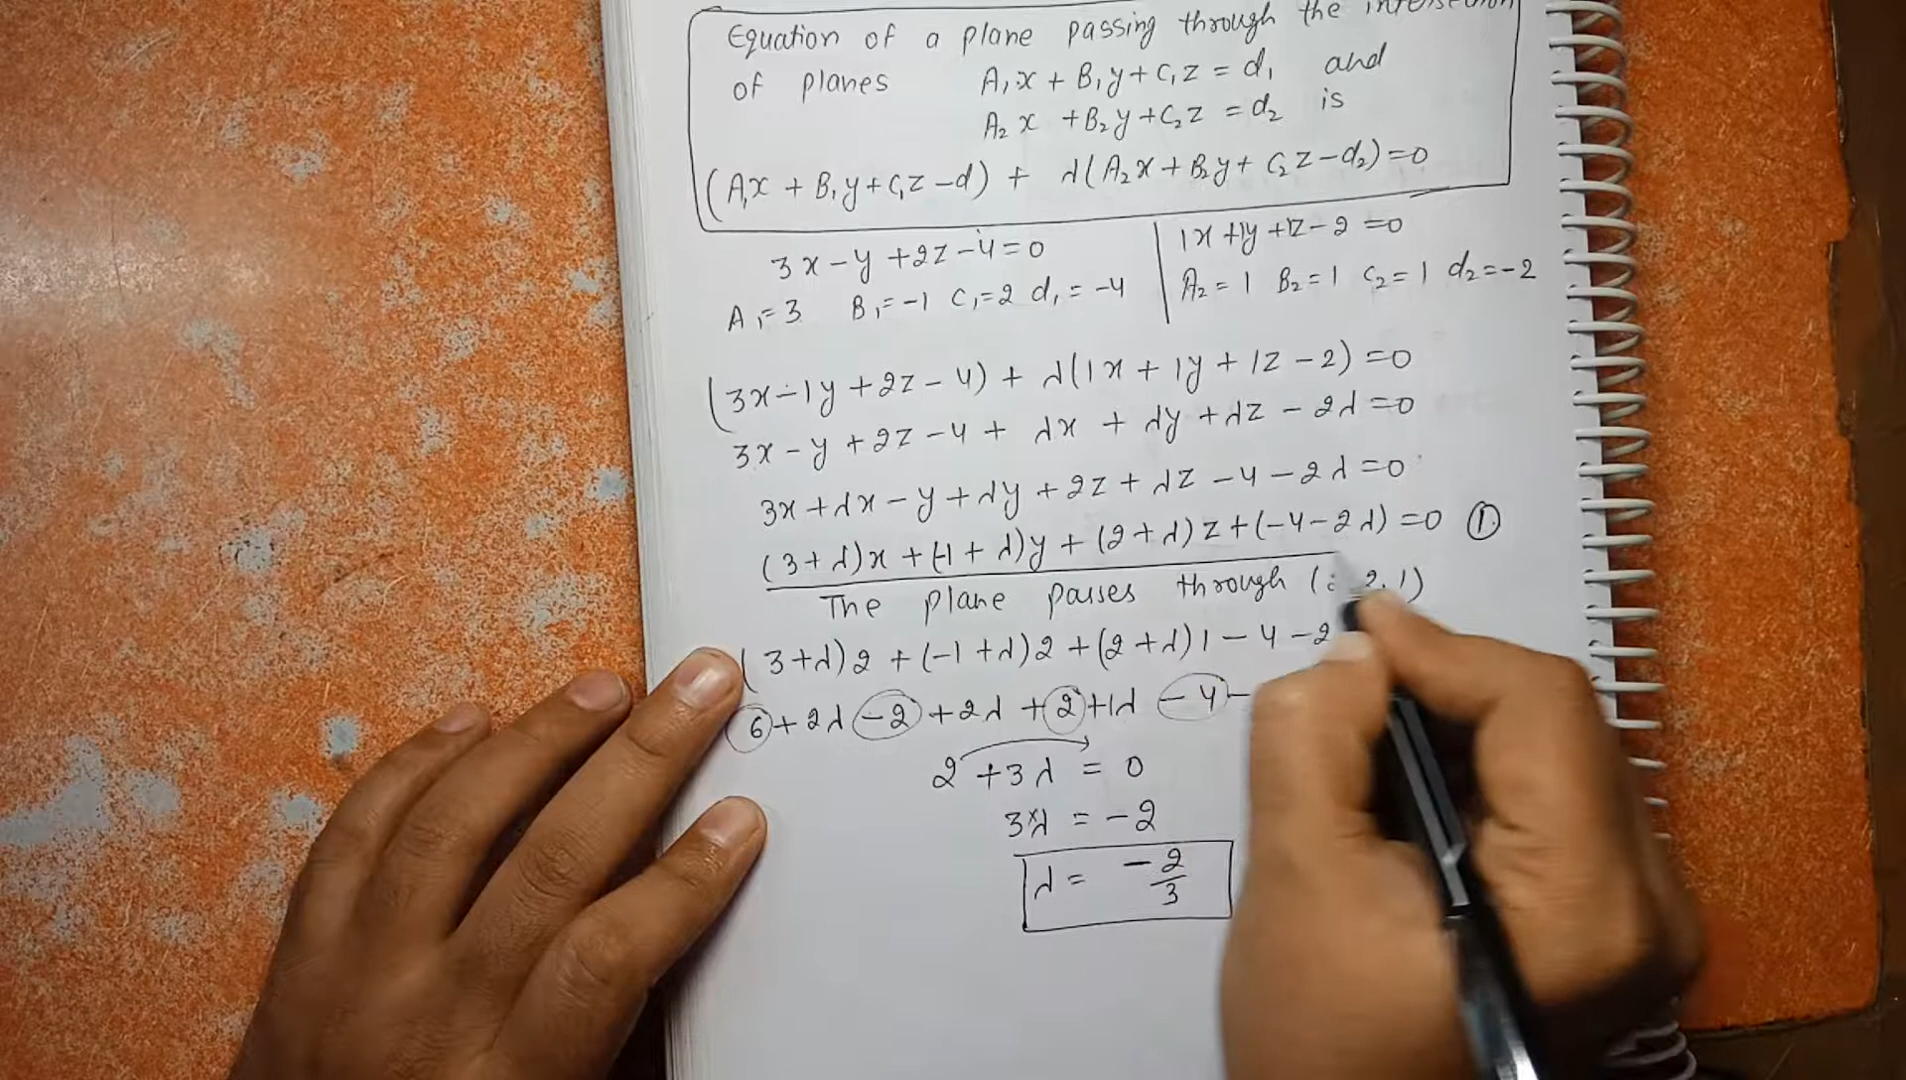 Equation of a plane passing through the intersection
of planes A₁x + B₁y + C₁z = d₁ and
A₂x + B₂y + C₂z = d₂ is
(A₁x + B₁y + C₁z - d) + λ(A₂x + B₂y + C₂z - d₂) = 0
3x - y + 2z - 4 = 0
A₁ = 3 B₁ = -1 C₁ = 2 d₁ = -4
1x + 1y + 1z - 2 = 0
A₂ = 1 B₂ = 1 C₂ = 1 d₂ = -2
(3x - 1y + 2z - 4) + λ(1x + 1y + 1z - 2) = 0
3x - y + 2z - 4 + λx + λy + λz - 2λ = 0
3x + λx - y + λy + 2z + λz - 4 - 2λ = 0
(3 + λ)x + (-1 + λ)y + (2 + λ)z + (-4 - 2λ) = 0 ①
The plane passes through ( 2, 1)
(3 + λ)2 + (-1 + λ)2 + (2 + λ)1 - 4 - 2
6 + 2λ - 2 + 2λ + 2 + 1λ - 4 -
2 + 3λ = 0
3×λ = -2
λ = -2/3